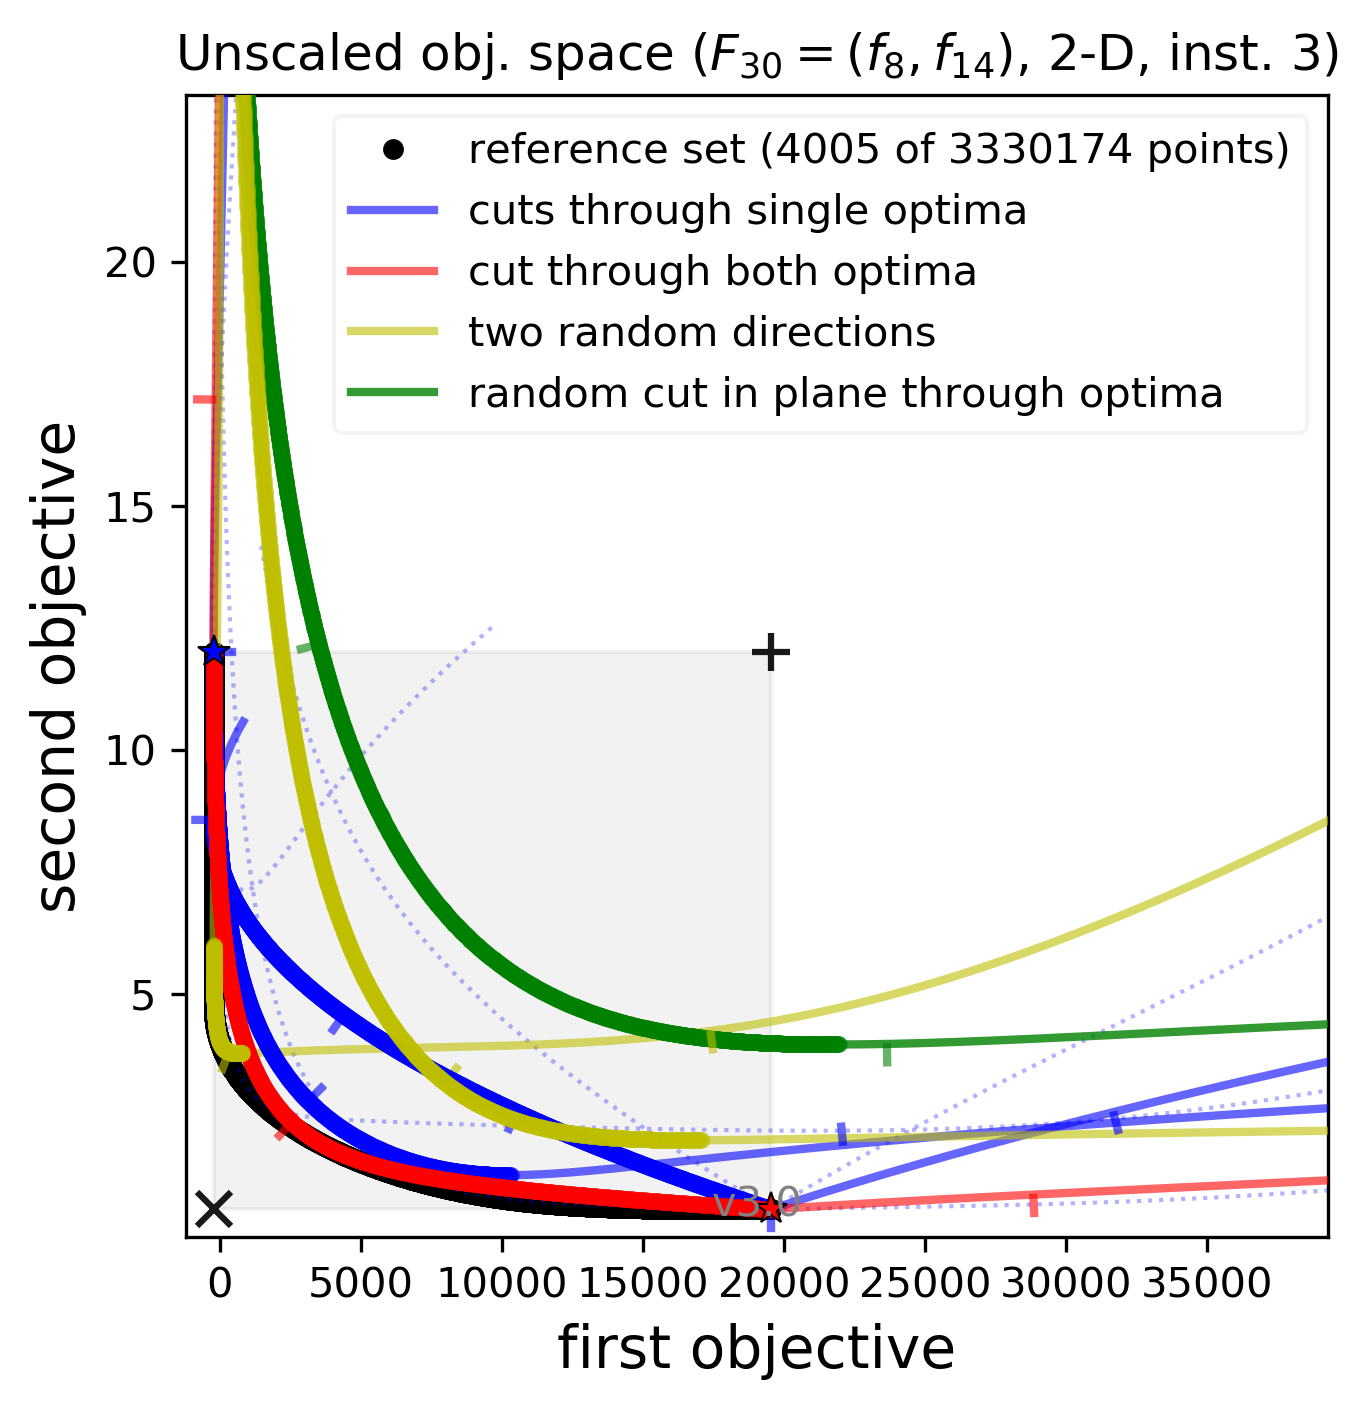 Unscaled obj. space (F30 = (f8, f14), 2-D, inst. 3)
reference set (4005 of 3330174 points)
cuts through single optima
cut through both optima
two random directions
random cut in plane through optima
second objective
20
15
10
5
v3.0
0 5000 10000 15000 20000 25000 30000 35000
first objective